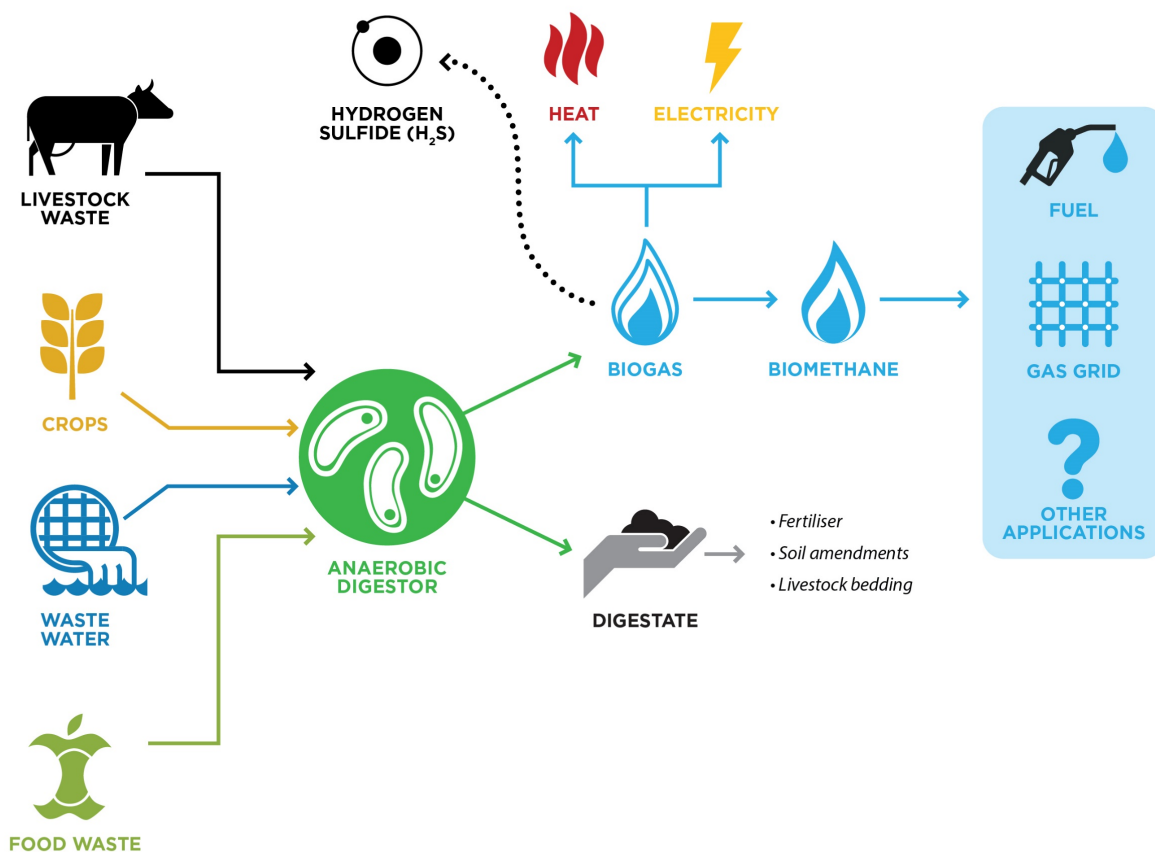 HYDROGEN
SULFIDE (H₂S)
HEAT
ELECTRICITY
LIVESTOCK
WASTE
FUEL
CROPS
BIOGAS
BIOMETHANE
GAS GRID
WASTE
WATER
ANAEROBIC
DIGESTOR
DIGESTATE
• Fertiliser
• Soil amendments
• Livestock bedding
OTHER
APPLICATIONS
FOOD WASTE